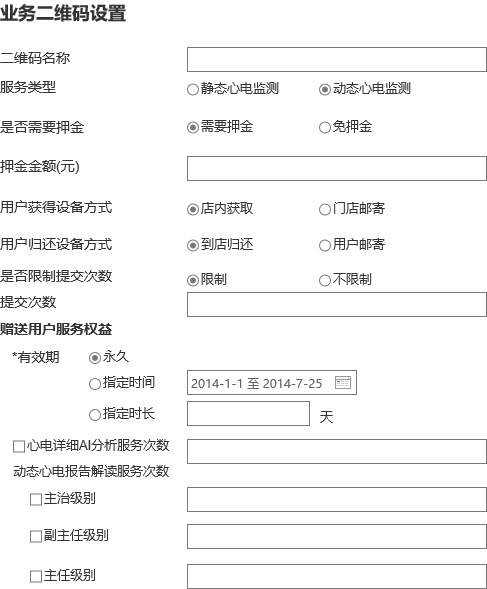 业务二维码设置
二维码名称
服务类型 静态心电监测 动态心电监测
是否需要押金 需要押金 免押金
押金金额(元)
用户获得设备方式 店内获取 门店邮寄
用户归还设备方式 到店归还 用户邮寄
是否限制提交次数 限制 不限制
提交次数
赠送用户服务权益
*有效期 永久
指定时间 2014-1-1 至 2014-7-25
指定时长 天
心电详细AI分析服务次数
动态心电报告解读服务次数
主治级别
副主任级别
主任级别